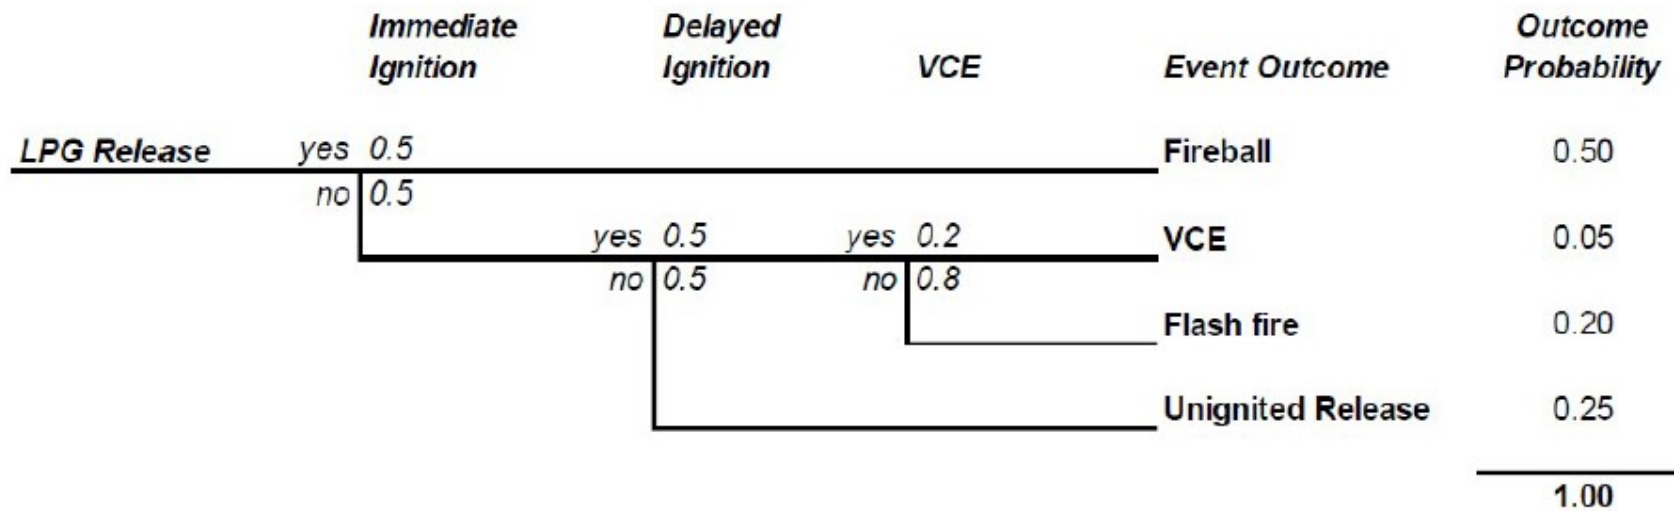 Immediate Ignition
Delayed Ignition
VCE
Event Outcome
Outcome Probability
LPG Release
yes 0.5
no 0.5
Fireball
0.50
yes 0.5
no 0.5
yes 0.2
no 0.8
VCE
0.05
Flash fire
0.20
Unignited Release
0.25
1.00